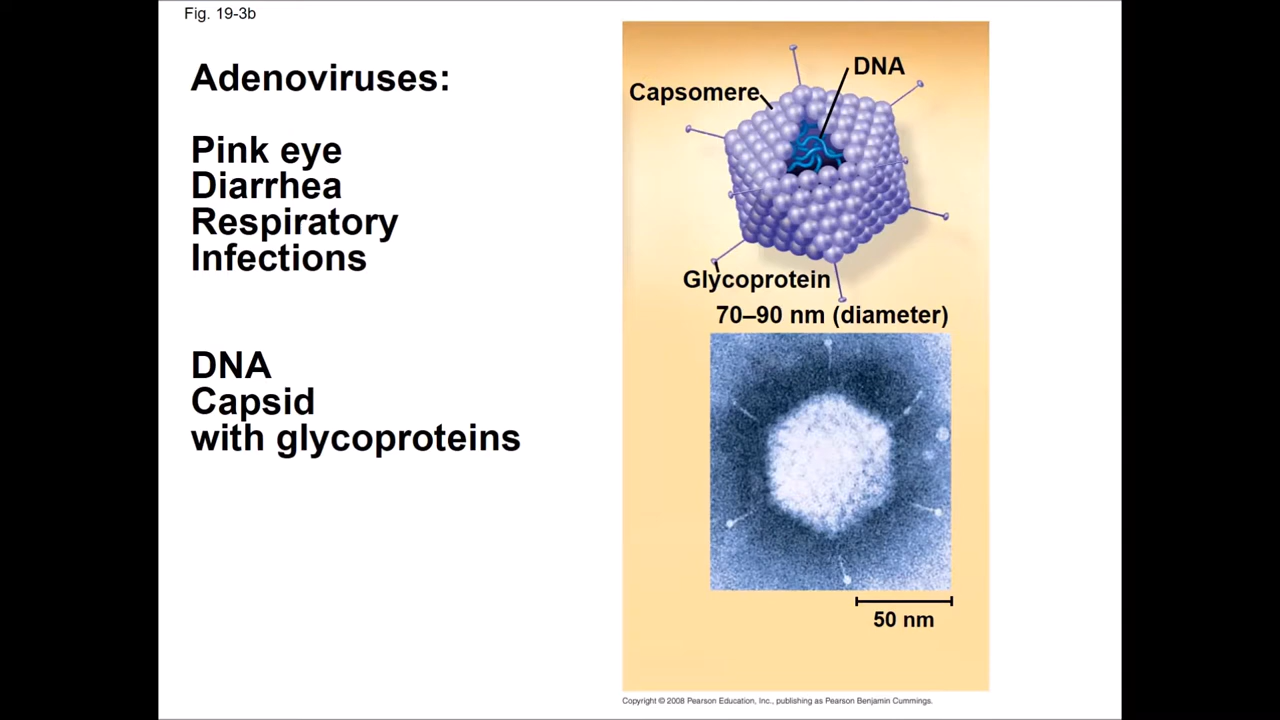 Fig. 19-3b
Adenoviruses:
Pink eye
Diarrhea
Respiratory
Infections
DNA
Capsid
with glycoproteins
DNA
Capsomere
Glycoprotein
70–90 nm (diameter)
50 nm
Copyright © 2008 Pearson Education, Inc., publishing as Pearson Benjamin Cummings.